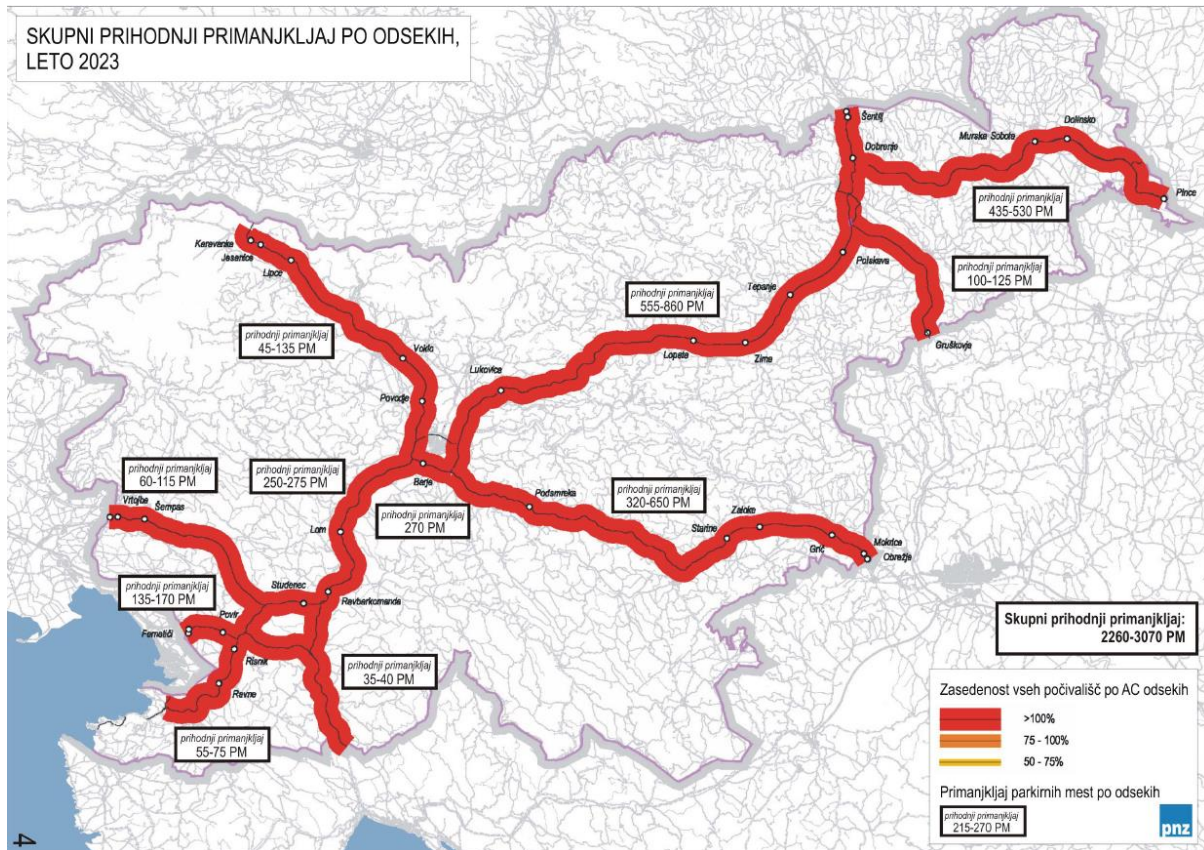 SKUPNI PRIHODNJI PRIMANJKLJAJ PO ODSEKIH,
LETO 2023
Šentilj
Dobrenje
Murska Sobota
Dolinsko
Pince
prihodnji primanjkljaj
435-530 PM
Karavanke
Jesenice
Lipce
Polskava
prihodnji primanjkljaj
100-125 PM
Tepanje
prihodnji primanjkljaj
555-860 PM
Gruškovje
prihodnji primanjkljaj
45-135 PM
Voklo
Lopata
Zima
Lukovica
Povodje
prihodnji primanjkljaj
60-115 PM
prihodnji primanjkljaj
250-275 PM
Barje
Vrtojba
Šempas
prihodnji primanjkljaj
270 PM
Podsmreka
prihodnji primanjkljaj
320-650 PM
Lom
Starine
Zaloke
Grič
Mokrice
Obrežje
prihodnji primanjkljaj
135-170 PM
Studenec
Ravbarkomanda
Povir
Fernetiči
Risnik
Ravne
prihodnji primanjkljaj
35-40 PM
prihodnji primanjkljaj
55-75 PM
Skupni prihodnji primanjkljaj:
2260-3070 PM
Zasedenost vseh počivališč po AC odsekih
>100%
75 - 100%
50 - 75%
Primanjkljaj parkirnih mest po odsekih
prihodnji primanjkljaj
215-270 PM
pnz
4